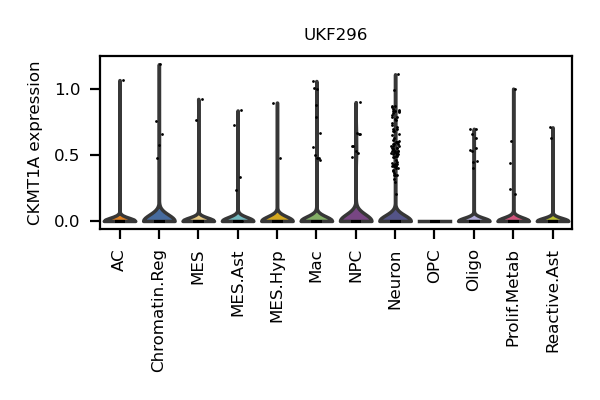 UKF296
CKMT1A expression
1.0
0.5
0.0
AC
Chromatin.Reg
MES
MES.Ast
MES.Hyp
Mac
NPC
Neuron
OPC
Oligo
Prolif.Metab
Reactive.Ast